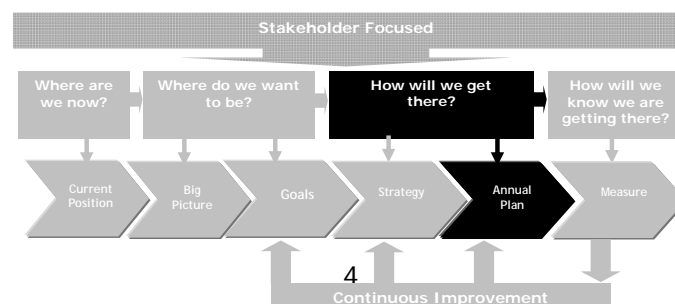 Stakeholder Focused
Where are
we now?
Where do we want
to be?
How will we get
there?
How will we
know we are
getting there?
Current
Position
Big
Picture
Goals
Strategy
Annual
Plan
Measure
4
Continuous Improvement